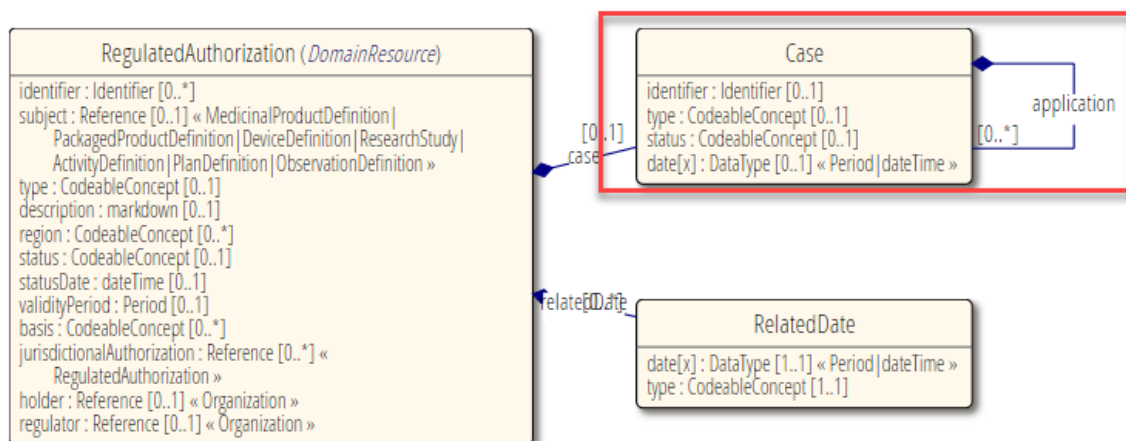 RegulatedAuthorization (DomainResource)
identifier : Identifier [0..*]
subject : Reference [0..1] « MedicinalProductDefinition|
PackagedProductDefinition|DeviceDefinition|ResearchStudy|
ActivityDefinition|PlanDefinition|ObservationDefinition »
type : CodeableConcept [0..1]
description : markdown [0..1]
region : CodeableConcept [0..*]
status : CodeableConcept [0..1]
statusDate : dateTime [0..1]
validityPeriod : Period [0..1]
basis : CodeableConcept [0..*]
jurisdictionalAuthorization : Reference [0..*] «
RegulatedAuthorization »
holder : Reference [0..1] « Organization »
regulator : Reference [0..1] « Organization »
[0..1]
case
Case
identifier : Identifier [0..1]
type : CodeableConcept [0..1]
status : CodeableConcept [0..1]
date[x] : DataType [0..1] « Period|dateTime »
application
[0..*]
relatedDate
[0..*]
RelatedDate
date[x] : DataType [1..1] « Period|dateTime »
type : CodeableConcept [1..1]